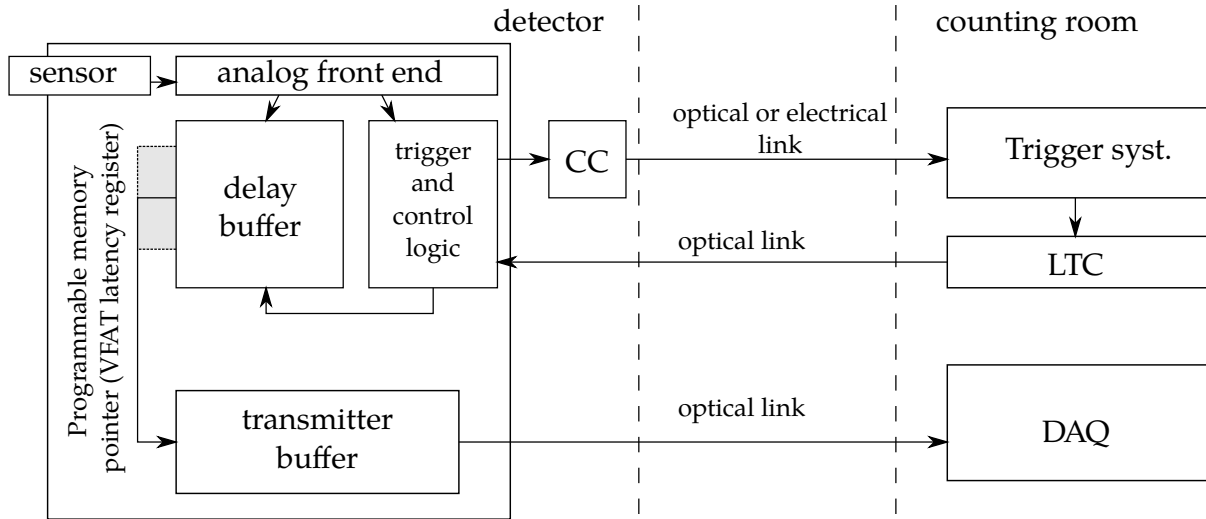 detector
counting room
sensor
analog front end
optical or electrical
link
trigger
and
control
logic
CC
Trigger syst.
delay
buffer
Programmable memory
pointer (VFAT latency register)
optical link
LTC
transmitter
buffer
optical link
DAQ